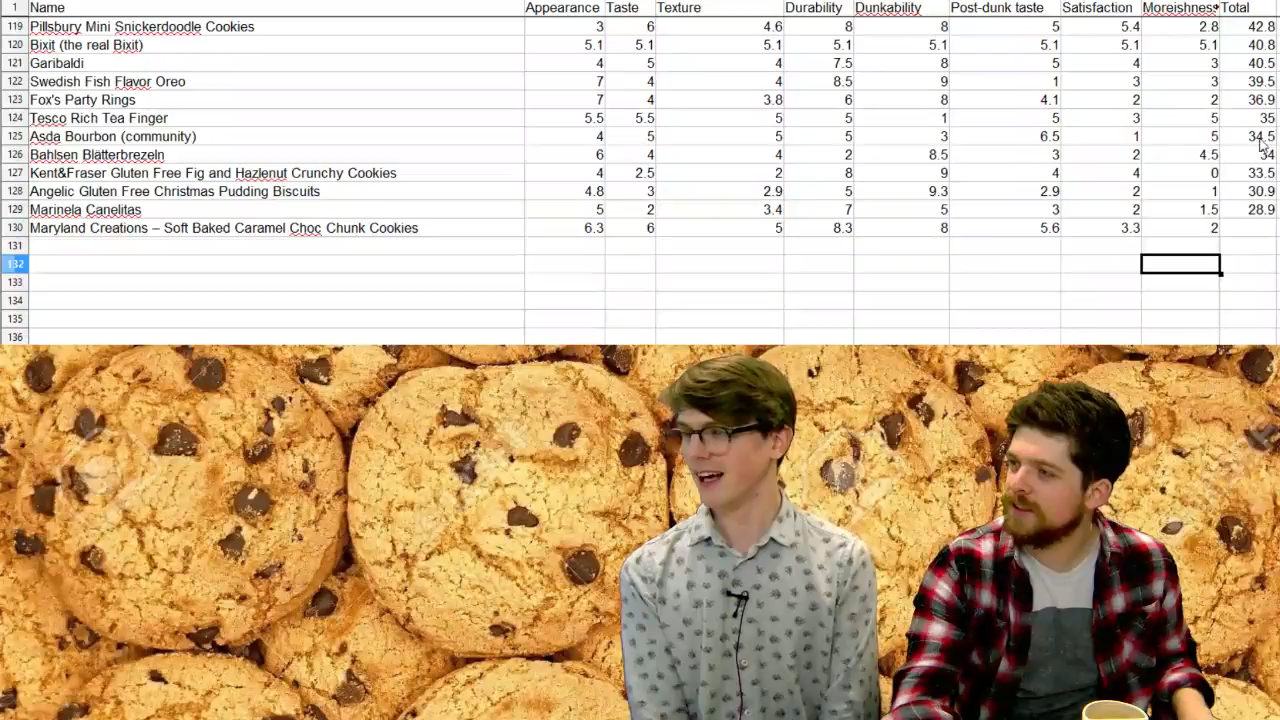 1 Name Appearance Taste Texture Durability Dunkability Post-dunk taste Satisfaction Moreishness Total
119 Pillsbury Mini Snickerdoodle Cookies 3 6 4.6 8 8 5 5.4 2.8 42.8
120 Bixit (the real Bixit) 5.1 5.1 5.1 5.1 5.1 5.1 5.1 5.1 40.8
121 Garibaldi 4 5 4 7.5 8 5 4 3 40.5
122 Swedish Fish Flavor Oreo 7 4 4 8.5 9 1 3 3 39.5
123 Fox's Party Rings 7 4 3.8 6 8 4.1 2 2 36.9
124 Tesco Rich Tea Finger 5.5 5.5 5 5 1 5 3 5 35
125 Asda Bourbon (community) 4 5 5 5 3 6.5 1 5 34.5
126 Bahlsen Blätterbrezeln 6 4 4 2 8.5 3 2 4.5 34
127 Kent&Fraser Gluten Free Fig and Hazlenut Crunchy Cookies 4 2.5 2 8 9 4 4 0 33.5
128 Angelic Gluten Free Christmas Pudding Biscuits 4.8 3 2.9 5 9.3 2.9 2 1 30.9
129 Marinela Canelitas 5 2 3.4 7 5 3 2 1.5 28.9
130 Maryland Creations – Soft Baked Caramel Choc Chunk Cookies 6.3 6 5 8.3 8 5.6 3.3 2
131
132
133
134
135
136